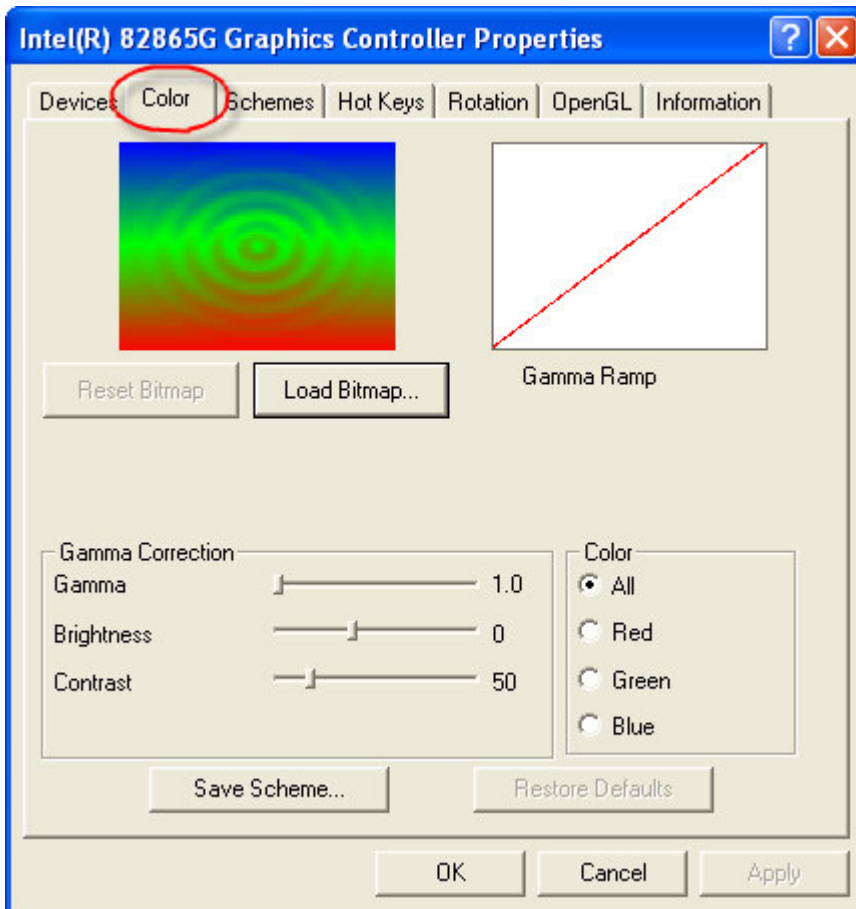 Intel(R) 82865G Graphics Controller Properties
Devices Color Schemes Hot Keys Rotation OpenGL Information
Reset Bitmap Load Bitmap... Gamma Ramp
Gamma Correction
Gamma 1.0
Brightness 0
Contrast 50
Color
All
Red
Green
Blue
Save Scheme... Restore Defaults
OK Cancel Apply